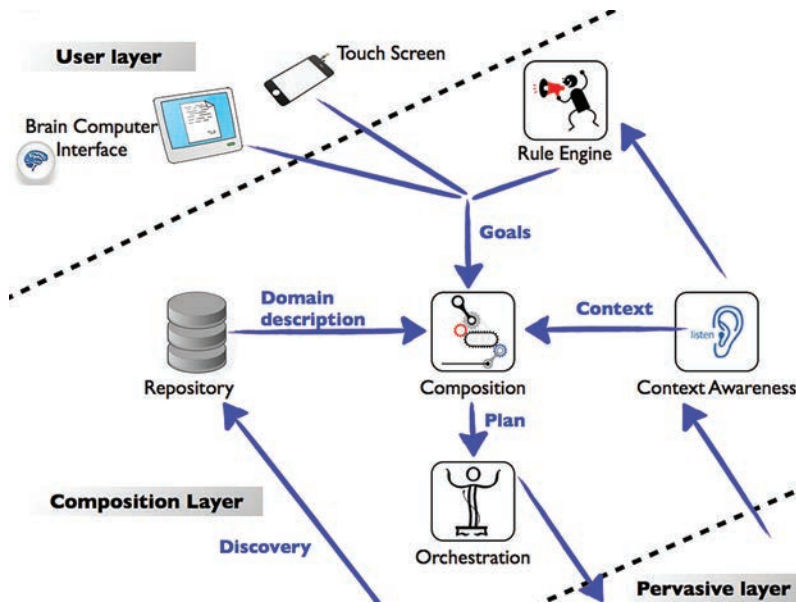 User layer
Touch Screen
Brain Computer
Interface
Rule Engine
Goals
Domain
description
Context
listen
Repository
Composition
Context Awareness
Plan
Composition Layer
Discovery
Orchestration
Pervasive layer